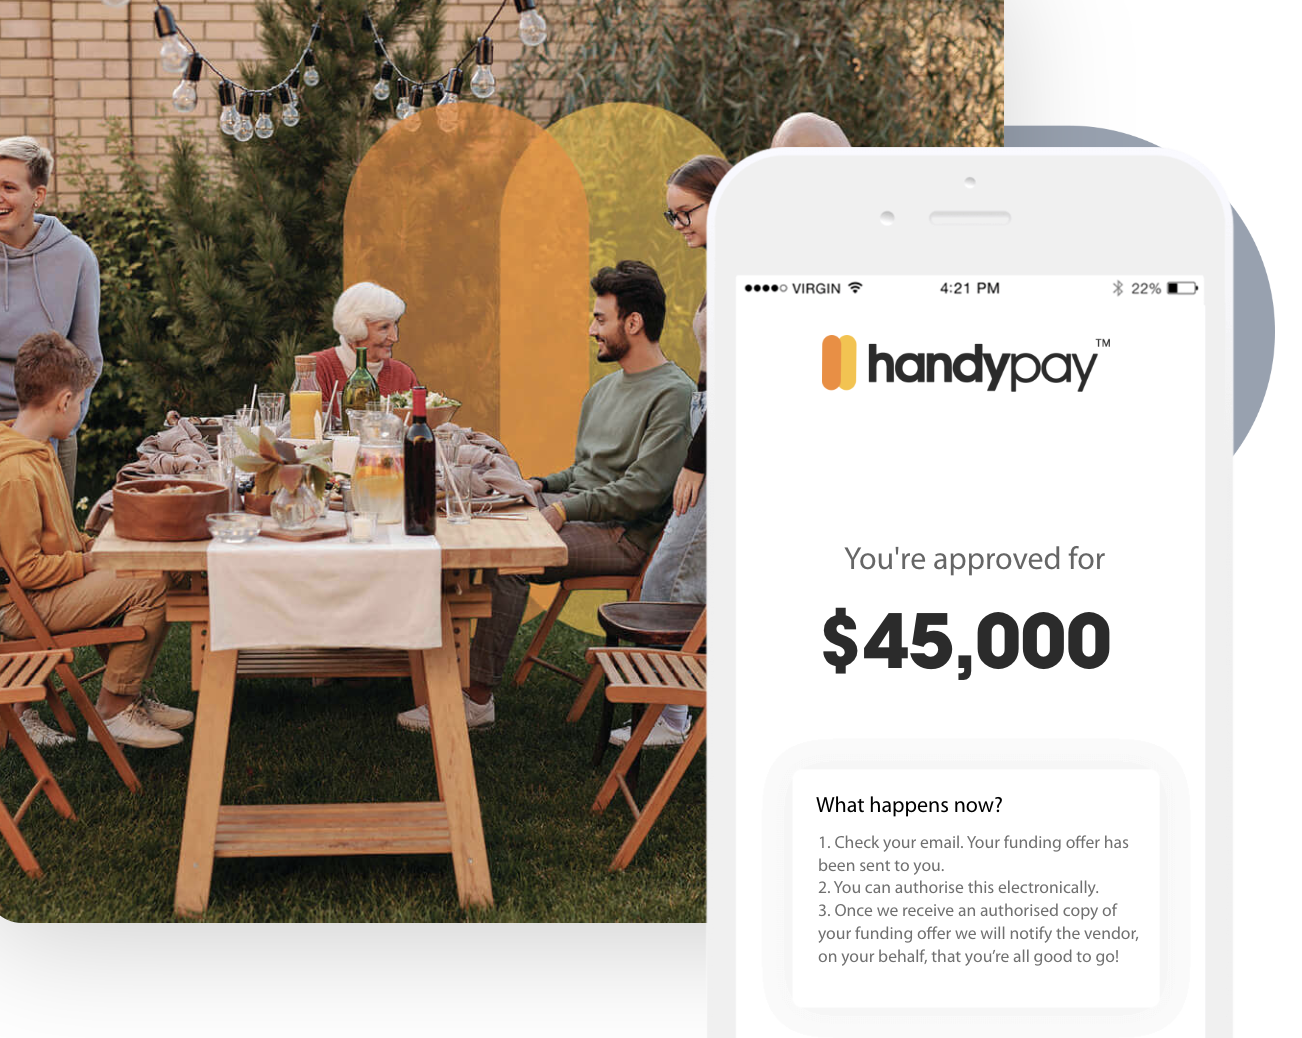 VIRGIN 4:21 PM 22%
handypay™
You're approved for
$45,000
What happens now?
1. Check your email. Your funding offer has
been sent to you.
2. You can authorise this electronically.
3. Once we receive an authorised copy of
your funding offer we will notify the vendor,
on your behalf, that you’re all good to go!